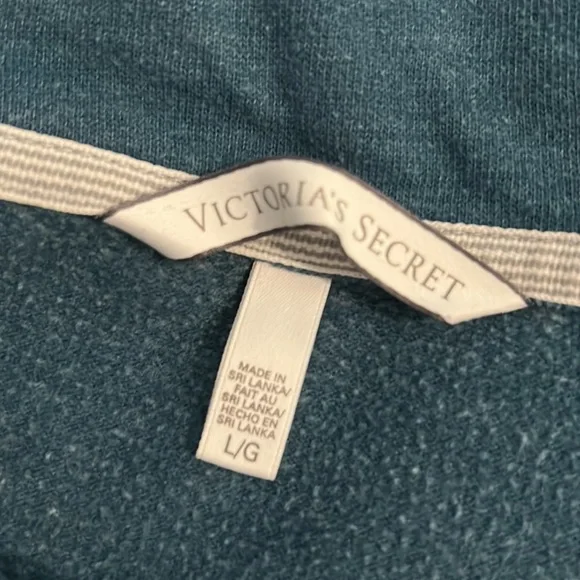 VICTORIA'S SECRET
MADE IN
SRI LANKA/
FAIT AU
SRI LANKA/
HECHO EN
SRI LANKA
L/G